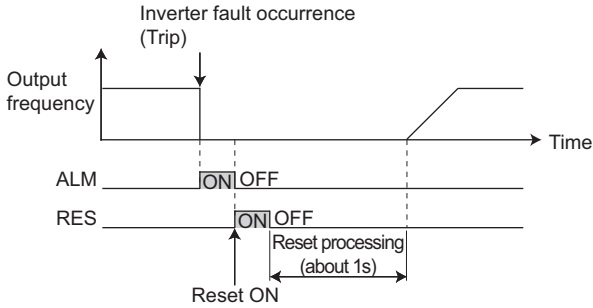 Inverter fault occurrence
(Trip)
Output
frequency
Time
ALM
ON OFF
RES
ON OFF
Reset processing
(about 1s)
Reset ON